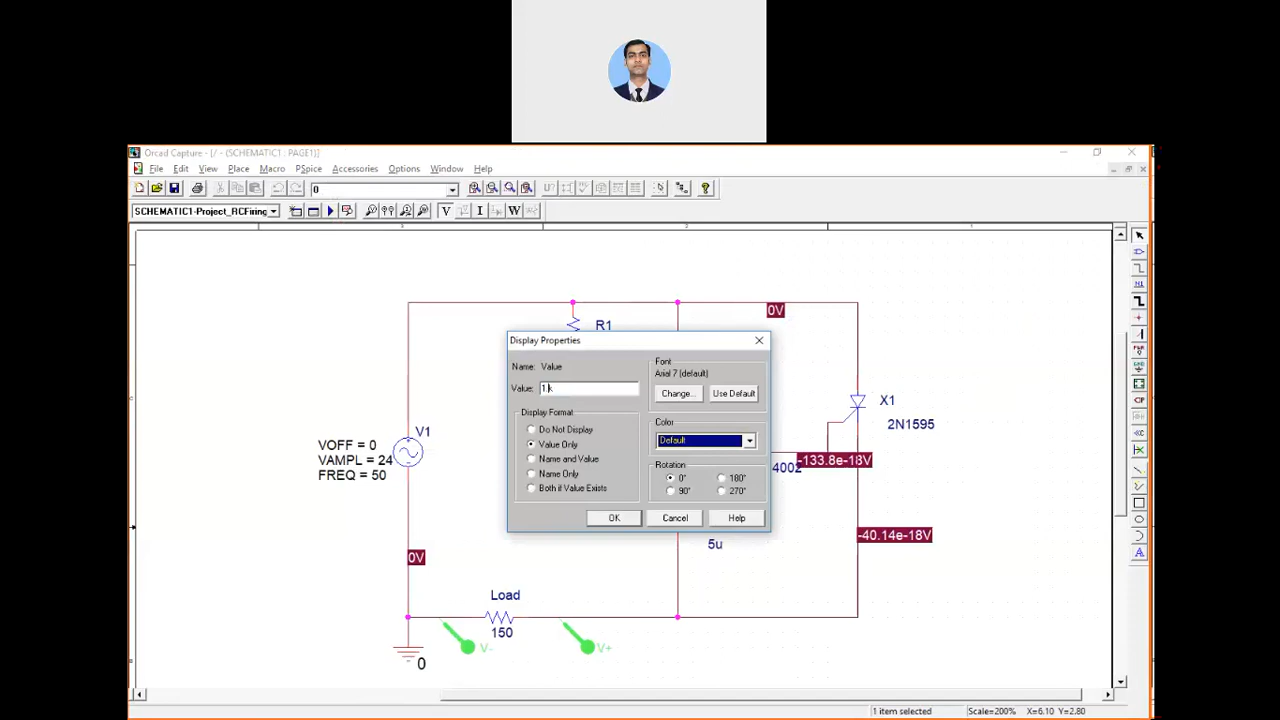 Orcad Capture - [/ - (SCHEMATIC1 : PAGE1)]
File Edit View Place Macro PSpice Accessories Options Window Help
0
SCHEMATIC1-Project_RCFiring
V I W
0V
R1
Display Properties
Name: Value
Value: 1.k
Font
Arial 7 (default)
Change... Use Default
Display Format
Do Not Display
Value Only
Name and Value
Name Only
Both if Value Exists
Color
Default
Rotation
0° 180°
90° 270°
OK Cancel Help
X1
2N1595
V1
VOFF = 0
VAMPL = 24
FREQ = 50
4002
-133.8e-18V
-40.14e-18V
5u
0V
Load
150
V- V+
0
1 item selected Scale=200% X=6.10 Y=2.80